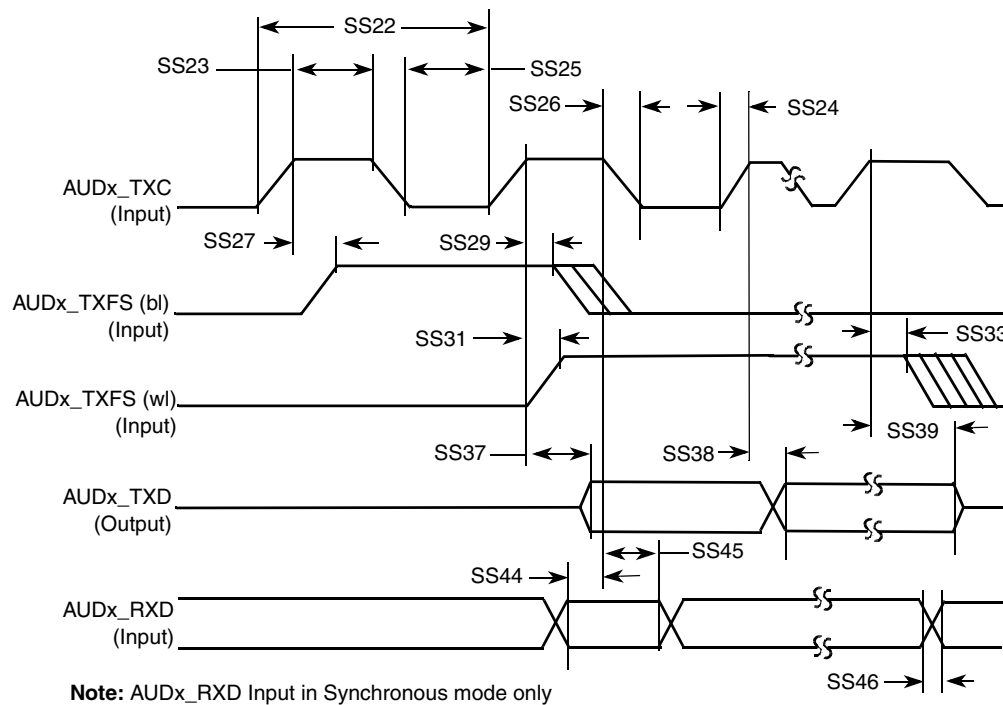 SS22
SS23
SS25
SS26
SS24
AUDx_TXC
(Input)
SS27
SS29
AUDx_TXFS (bl)
(Input)
SS31
SS33
AUDx_TXFS (wl)
(Input)
SS39
SS37
SS38
AUDx_TXD
(Output)
SS45
SS44
AUDx_RXD
(Input)
SS46
Note: AUDx_RXD Input in Synchronous mode only